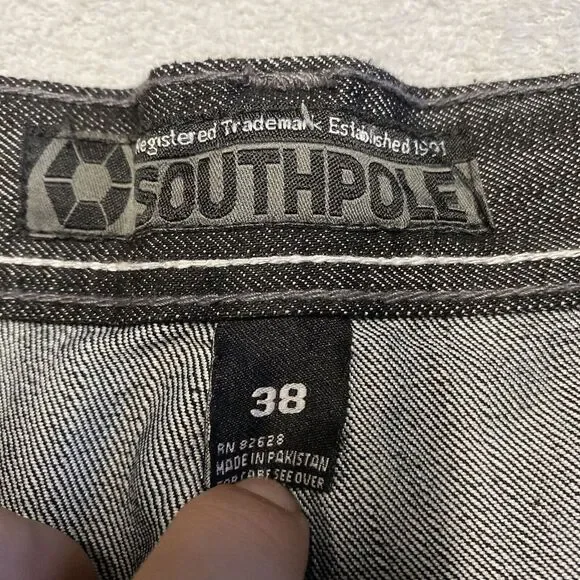 Registered Trademark Established 1991
SOUTHPOLE
38
RN 82628
MADE IN PAKISTAN
FOR CARE SEE OVER